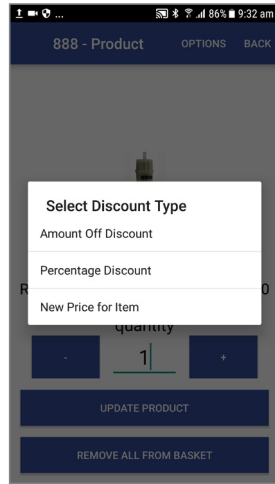 ... 86% 9:32 am
888 - Product OPTIONS BACK
Select Discount Type
Amount Off Discount
Percentage Discount
New Price for Item
quantity
- 1 +
UPDATE PRODUCT
REMOVE ALL FROM BASKET